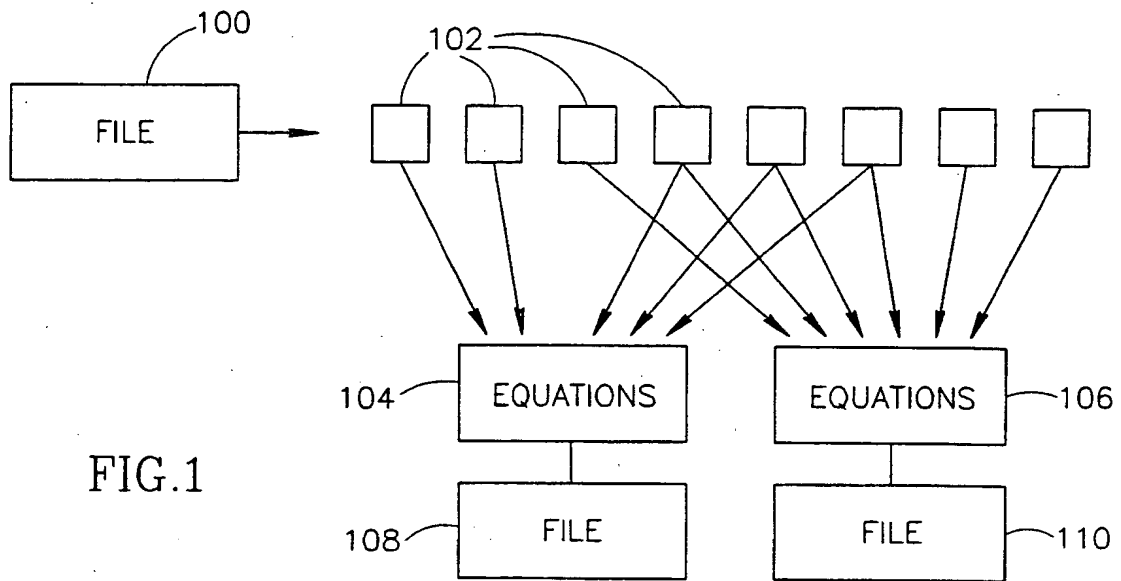 100
102
FILE
104
EQUATIONS
EQUATIONS
106
FIG.1
108
FILE
FILE
110